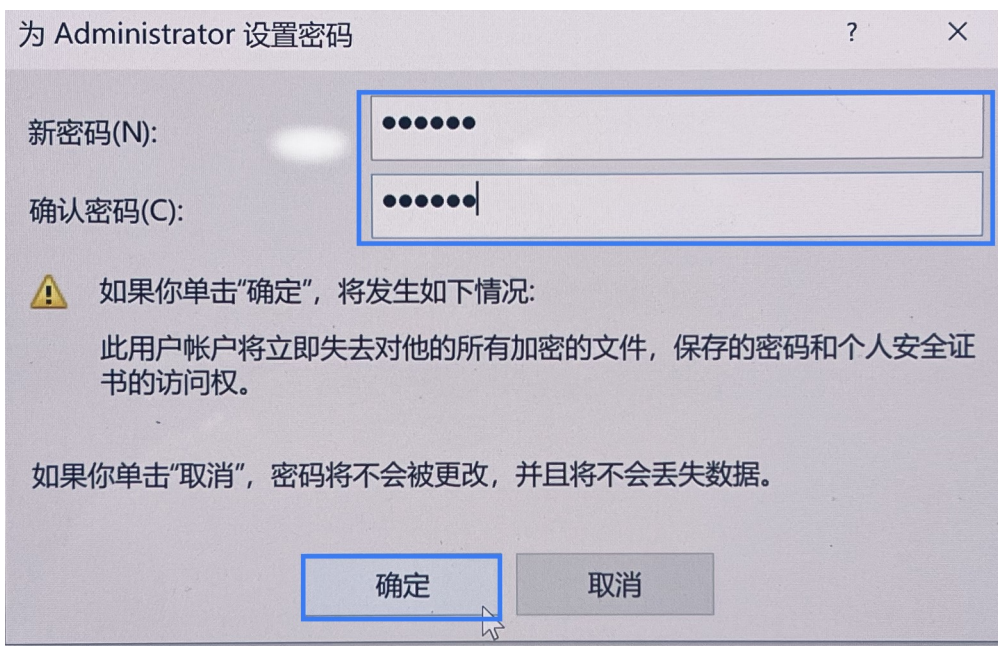 为 Administrator 设置密码
?
新密码(N):
●●●●●●
确认密码(C):
●●●●●●
如果你单击“确定”，将发生如下情况:
此用户帐户将立即失去对他的所有加密的文件，保存的密码和个人安全证
书的访问权。
如果你单击“取消”，密码将不会被更改，并且将不会丢失数据。
确定
取消